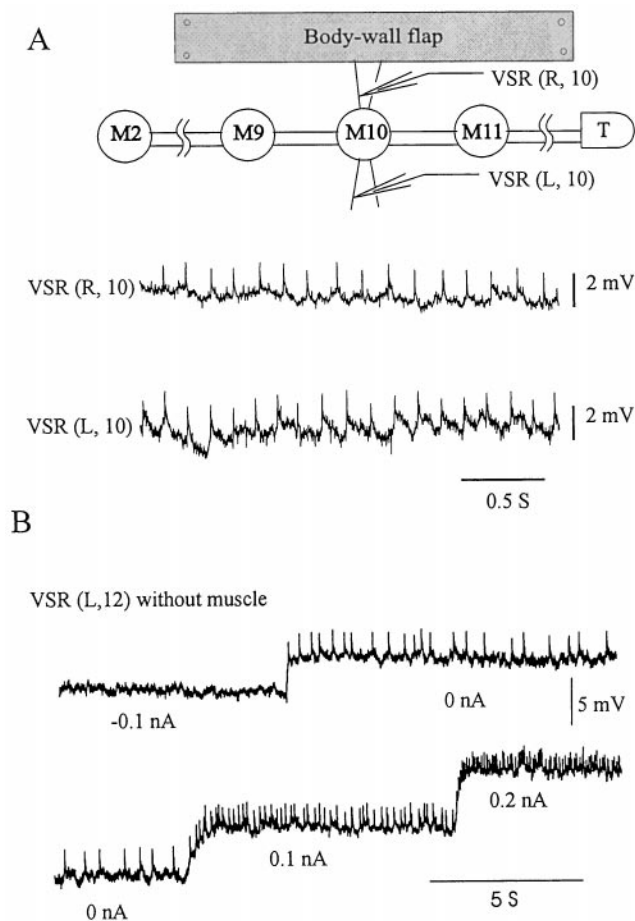 A
Body-wall flap
VSR (R, 10)
M2 M9 M10 M11 T
VSR (L, 10)
VSR (R, 10)
2 mV
VSR (L, 10)
2 mV
0.5 S
B
VSR (L,12) without muscle
-0.1 nA
0 nA
5 mV
0.2 nA
0.1 nA
0 nA
5 S